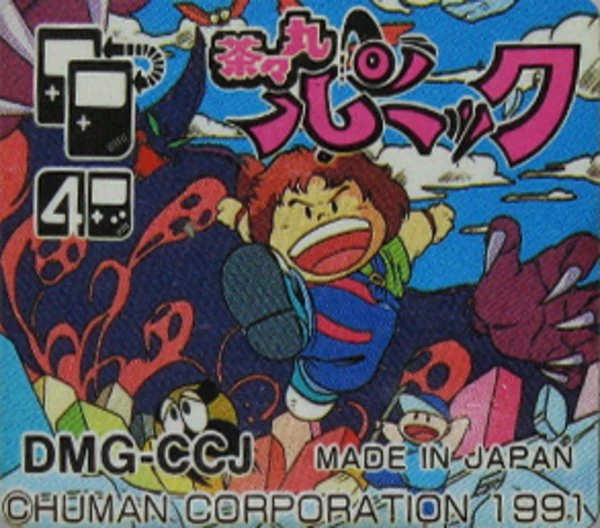 茶々丸
パニック
4
DMG-CCJ
MADE IN JAPAN
©HUMAN CORPORATION 1991